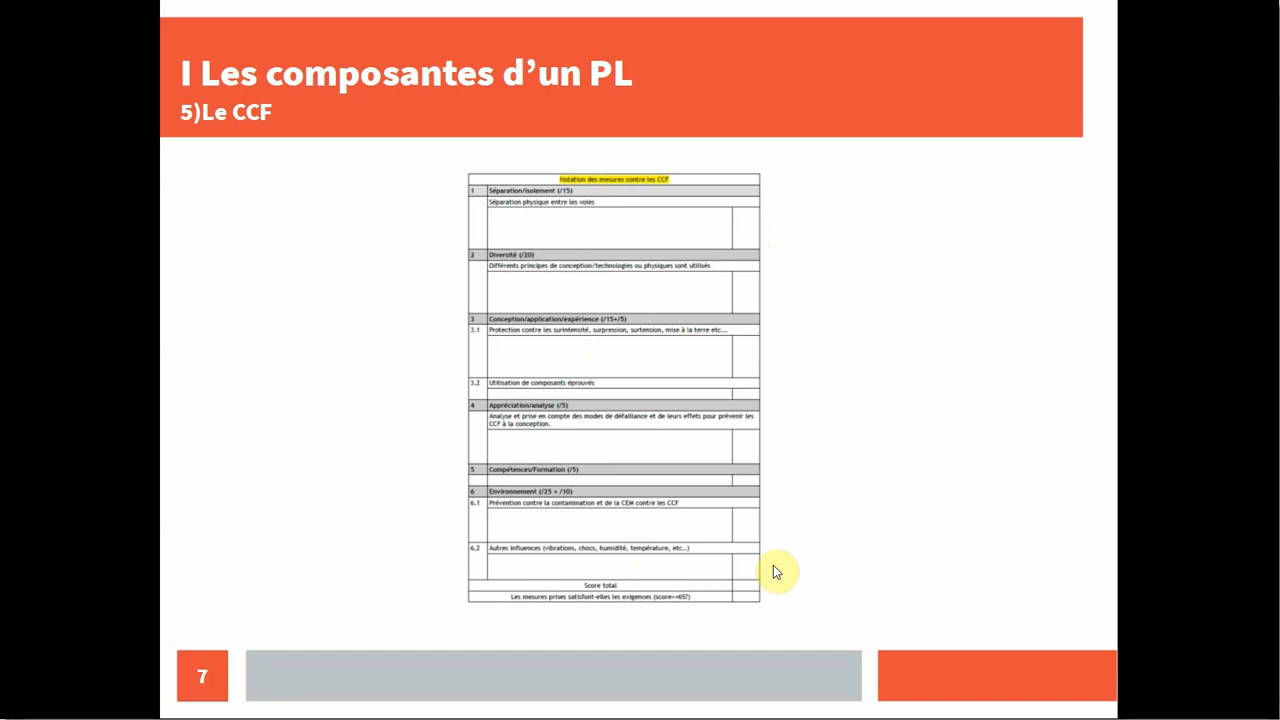 I Les composantes d'un PL
5)Le CCF
Notation des mesures contre les CCF
1 Séparation/Isolement (/15)
Séparation physique entre les voies
2 Diversité (/20)
Différents principes de conception/technologies ou physiques sont utilisés
3 Conception/application/expérience (/15+/5)
3.1 Protection contre les surintensité, surpression, surtension, mise à la terre etc...
3.2 Utilisation de composants éprouvés
4 Appréciation/analyse (/5)
Analyse et prise en compte des modes de défaillance et de leurs effets pour prévenir les
CCF à la conception.
5 Compétences/Formation (/5)
6 Environnement (/25 + /10)
6.1 Prévention contre la contamination et de la CEM contre les CCF
6.2 Autres influences (vibrations, chocs, humidité, température, etc..)
Score total
Les mesures prises satisfont-elles les exigences (score>=65?)
7